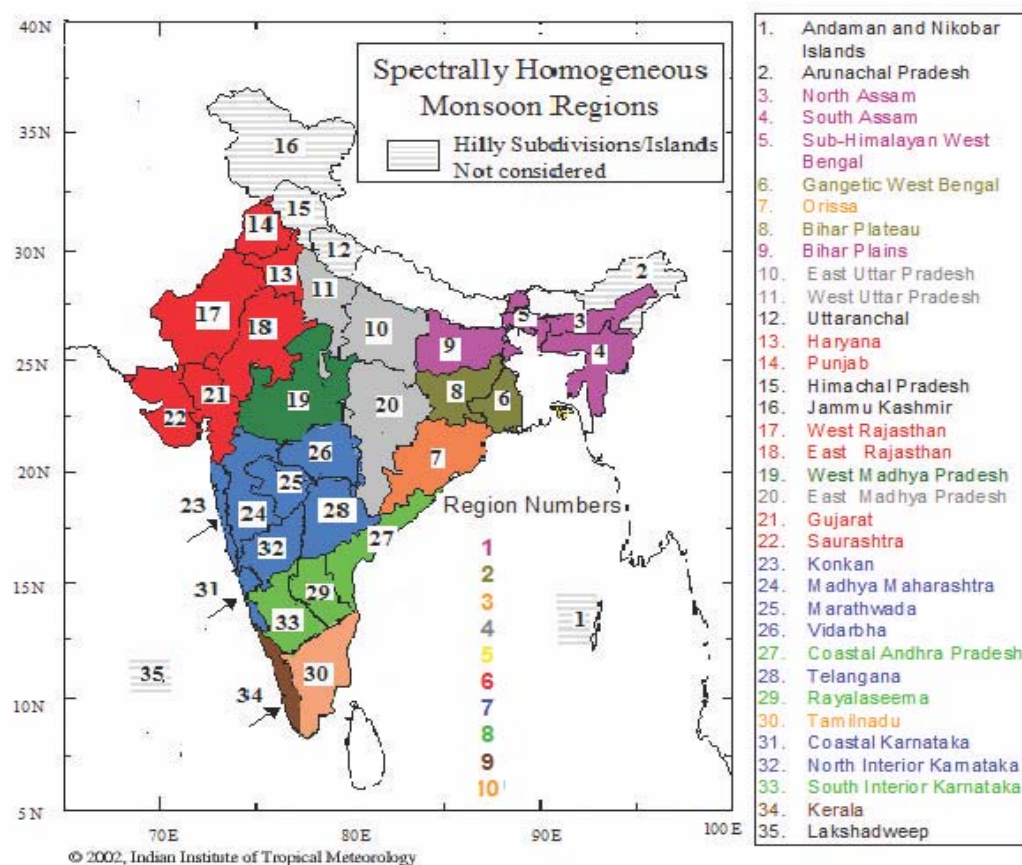 40N
35N
30N
25N
20N
15N
10N
5N
70E
80E
90E
100 E
Spectrally Homogeneous
Monsoon Regions
Hilly Subdivisions/Islands
Not considered
16
15
14
12
2
13
11
17
18
10
5
3
9
4
21
19
8
6
22
20
26
7
25
23
24
28
32
27
31
29
33
1
35
30
34
Region Numbers
1
2
3
4
5
6
7
8
9
10
1. Andaman and Nikobar
Islands
2. Arunachal Pradesh
3. North Assam
4. South Assam
5. Sub-Himalayan West
Bengal
6. Gangetic West Bengal
7. Orissa
8. Bihar Plateau
9. Bihar Plains
10. East Uttar Pradesh
11. West Uttar Pradesh
12. Uttaranchal
13. Haryana
14. Punjab
15. Himachal Pradesh
16. Jammu Kashmir
17. West Rajasthan
18. East Rajasthan
19. West Madhya Pradesh
20. East Madhya Pradesh
21. Gujarat
22. Saurashtra
23. Konkan
24. Madhya Maharashtra
25. Marathwada
26. Vidarbha
27. Coastal Andhra Pradesh
28. Telangana
29. Rayalaseema
30. Tamilnadu
31. Coastal Karnataka
32. North Interior Karnataka
33. South Interior Karnataka
34. Kerala
35. Lakshadweep
© 2002, Indian Institute of Tropical Meteorology